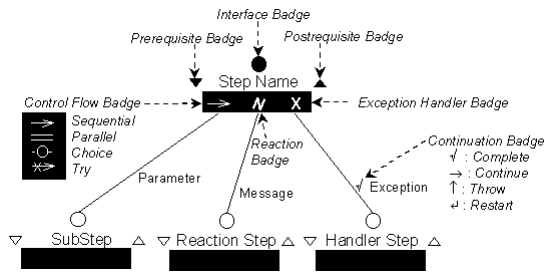 Interface Badge
Prerequisite Badge
Postrequisite Badge
Step Name
Control Flow Badge
Exception Handler Badge
Sequential
Parallel
Choice
Try
Reaction
Badge
Continuation Badge
√ : Complete
→ : Continue
↑ : Throw
↵ : Restart
Parameter
Message
√ Exception
SubStep
Reaction Step
Handler Step